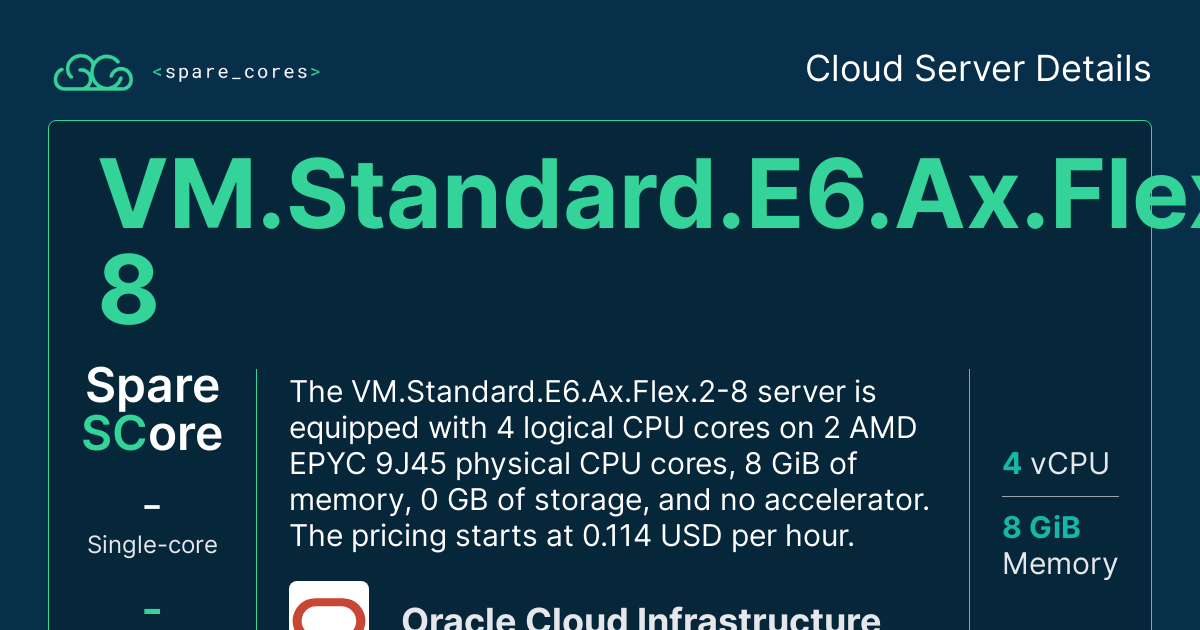 <spare_cores>
Cloud Server Details
VM.Standard.E6.Ax.Flex
8
Spare
SCore
–
Single-core
–
The VM.Standard.E6.Ax.Flex.2-8 server is
equipped with 4 logical CPU cores on 2 AMD
EPYC 9J45 physical CPU cores, 8 GiB of
memory, 0 GB of storage, and no accelerator.
The pricing starts at 0.114 USD per hour.
Oracle Cloud Infrastructure
4 vCPU
8 GiB
Memory